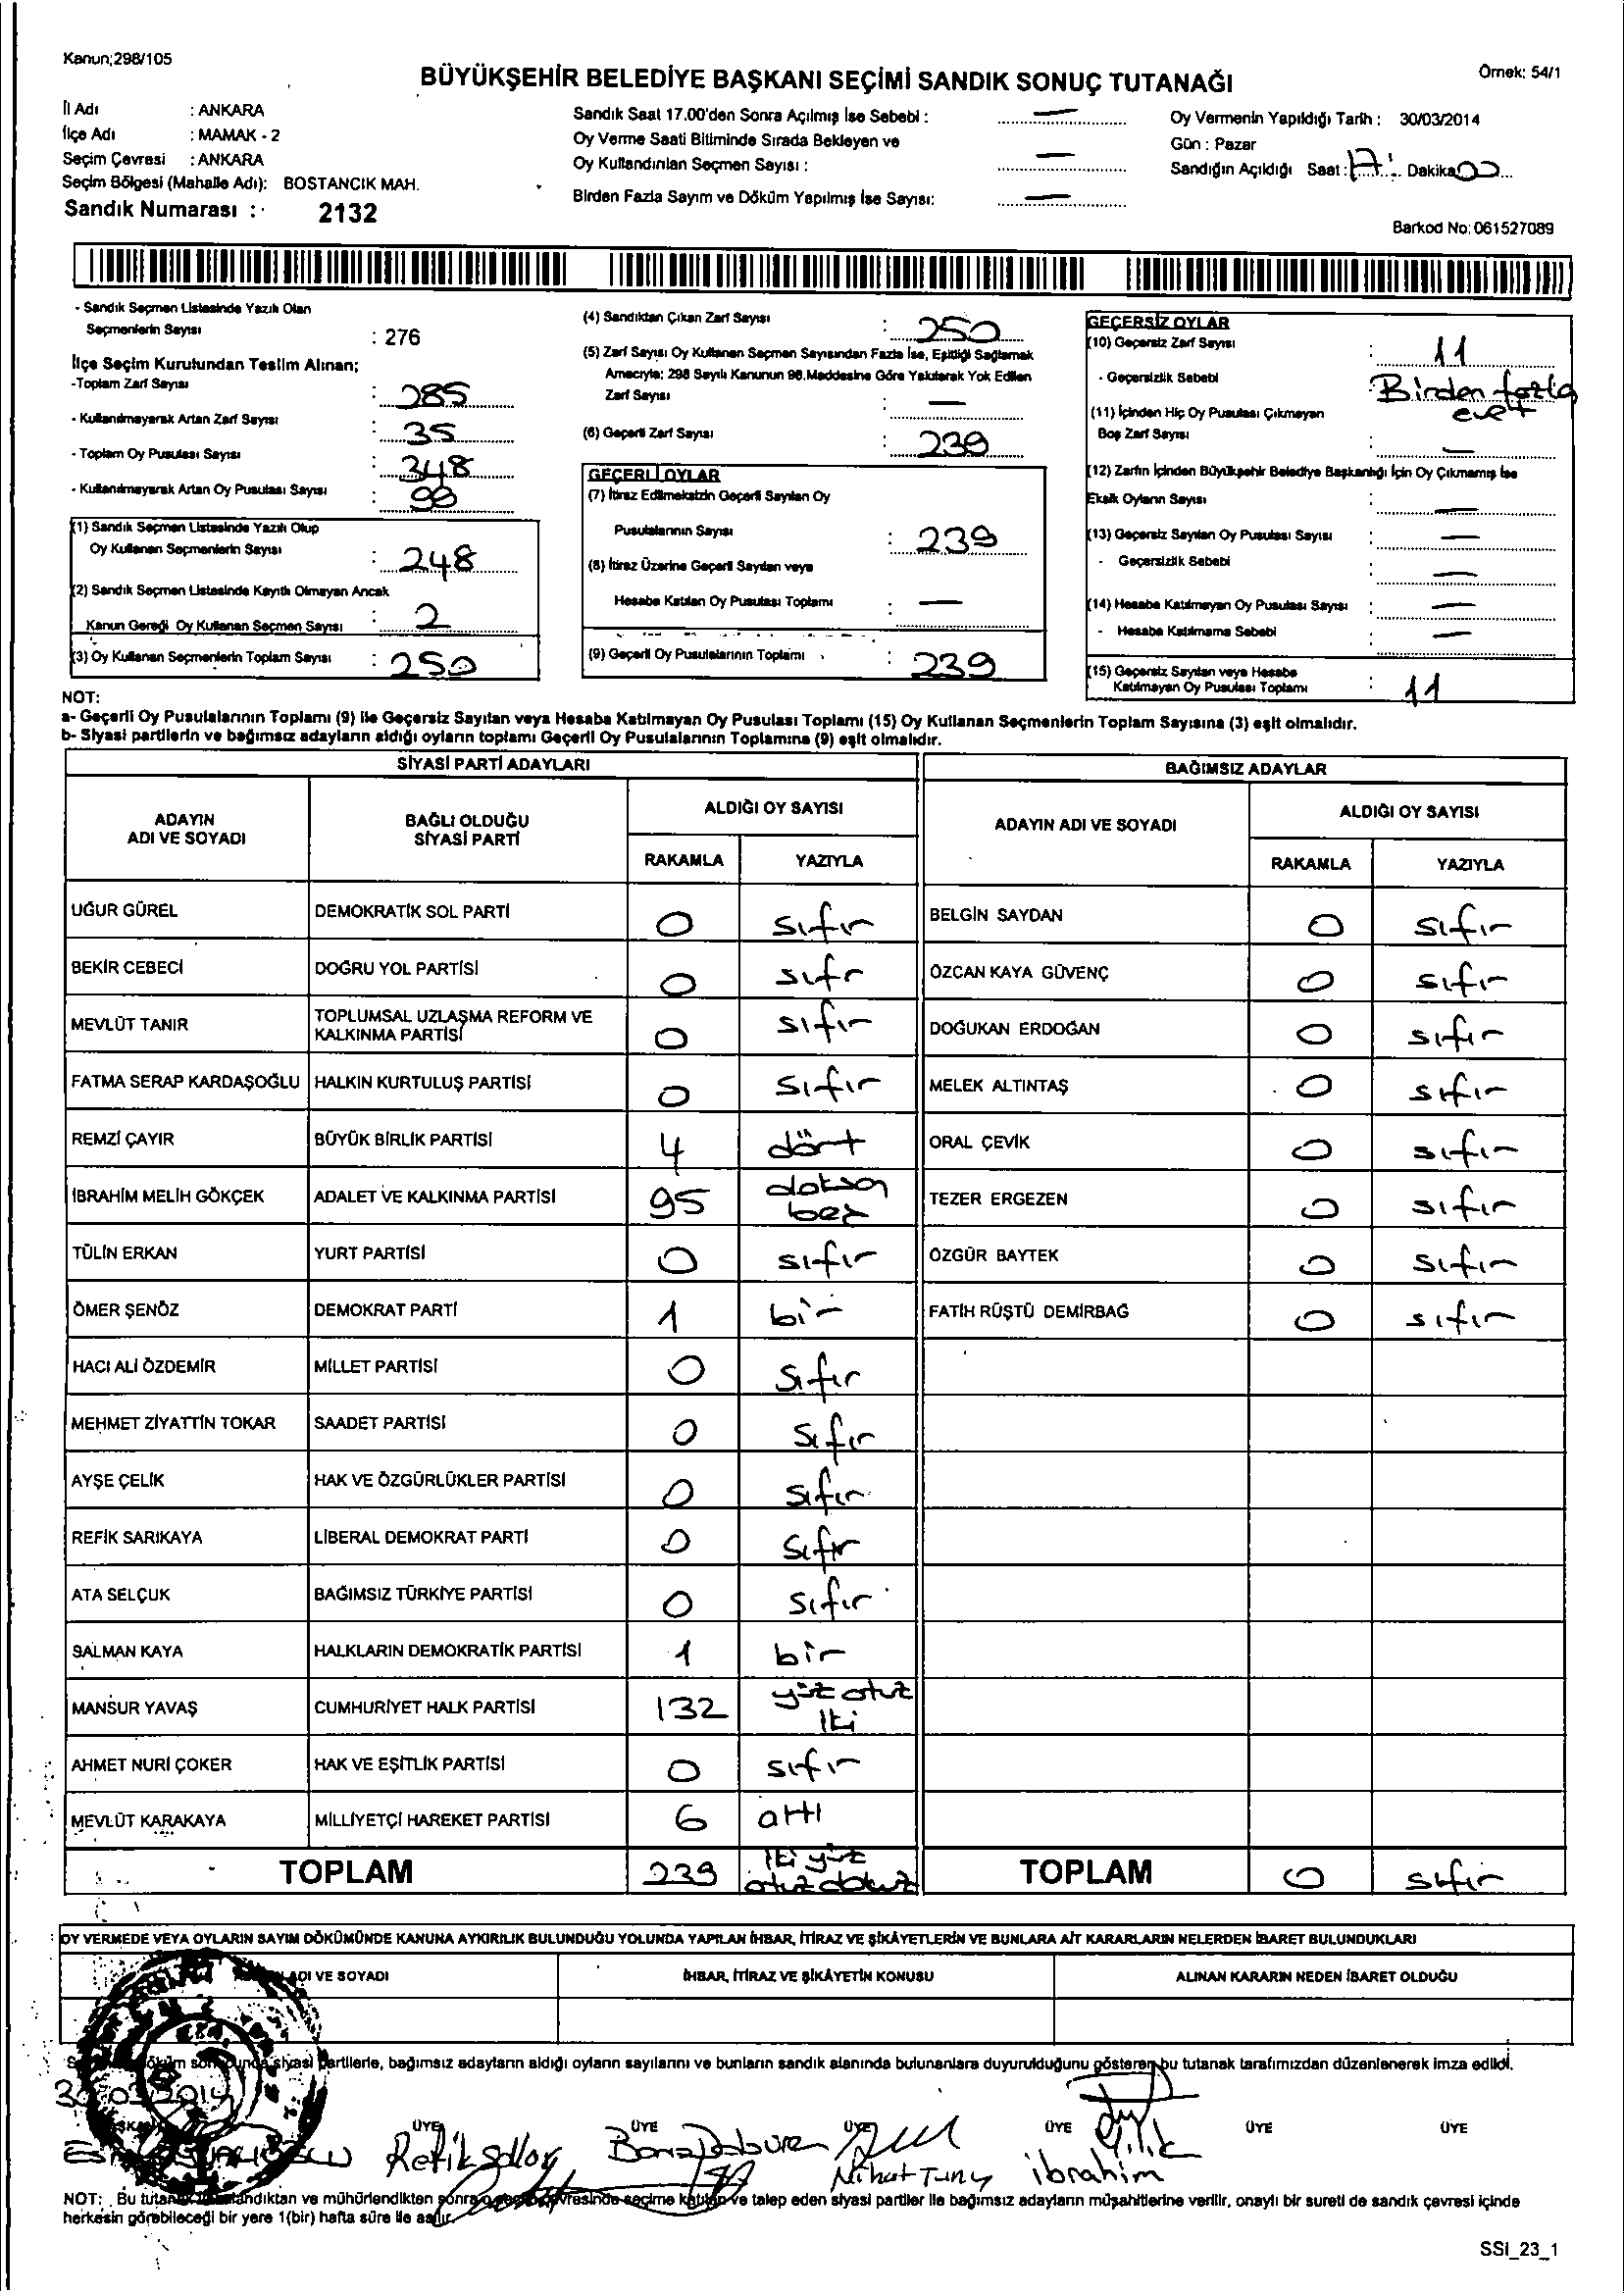 Kanun;298/105
BÜYÜKŞEHİR BELEDİYE BAŞKANI SEÇİMİ SANDIK SONUÇ TUTANAĞI
Örnek: 54/1
İl Adı : ANKARA
İlçe Adı : MAMAK - 2
Seçim Çevresi : ANKARA
Seçim Bölgesi (Mahalle Adı): BOSTANCIK MAH.
Sandık Numarası : 2132
Sandık Saat 17.00'den Sonra Açılmış İse Sebebi : —
Oy Verme Saati Bitiminde Sırada Bekleyen ve
Oy Kullandırılan Seçmen Sayısı : —
Birden Fazla Sayım ve Döküm Yapılmış İse Sayısı: —
Oy Vermenin Yapıldığı Tarih : 30/03/2014
Gün : Pazar
Sandığın Açıldığı Saat : 17 Dakika 00
Barkod No: 061527089
- Sandık Seçmen Listesinde Yazılı Olan
Seçmenlerin Sayısı : 276
İlçe Seçim Kurulundan Teslim Alınan;
-Toplam Zarf Sayısı : 285
- Kullanılmayarak Artan Zarf Sayısı : 35
- Toplam Oy Pusulası Sayısı : 348
- Kullanılmayarak Artan Oy Pusulası Sayısı : 98
(1) Sandık Seçmen Listesinde Yazılı Olup
Oy Kullanan Seçmenlerin Sayısı : 248
(2) Sandık Seçmen Listesinde Kayıtlı Olmayan Ancak
Kanun Gereği Oy Kullanan Seçmen Sayısı : 2
(3) Oy Kullanan Seçmenlerin Toplam Sayısı : 250
(4) Sandıktan Çıkan Zarf Sayısı : 250
(5) Zarf Sayısı Oy Kullanan Seçmen Sayısından Fazla İse, Eşitliği Sağlamak
Amacıyla; 298 Sayılı Kanunun 98.Maddesine Göre Yakılarak Yok Edilen
Zarf Sayısı : —
(6) Geçerli Zarf Sayısı : 239
GEÇERLİ OYLAR
(7) İtiraz Edilmeksizin Geçerli Sayılan Oy
Pusulalarının Sayısı : 239
(8) İtiraz Üzerine Geçerli Sayılan veya
Hesaba Katılan Oy Pusulası Toplamı : —
(9) Geçerli Oy Pusulalarının Toplamı : 239
GEÇERSİZ OYLAR
(10) Geçersiz Zarf Sayısı : 11
- Geçersizlik Sebebi : Birden fazla
evet
(11) İçinden Hiç Oy Pusulası Çıkmayan
Boş Zarf Sayısı : —
(12) Zarfın İçinden Büyükşehir Belediye Başkanlığı İçin Oy Çıkmamış İse
Eksik Oyların Sayısı : —
(13) Geçersiz Sayılan Oy Pusulası Sayısı : —
- Geçersizlik Sebebi : —
(14) Hesaba Katılmayan Oy Pusulası Sayısı : —
- Hesaba Katılmama Sebebi : —
(15) Geçersiz Sayılan veya Hesaba
Katılmayan Oy Pusulası Toplamı : 11
NOT:
a- Geçerli Oy Pusulalarının Toplamı (9) ile Geçersiz Sayılan veya Hesaba Katılmayan Oy Pusulası Toplamı (15) Oy Kullanan Seçmenlerin Toplam Sayısına (3) eşit olmalıdır.
b- Siyasi partilerin ve bağımsız adayların aldığı oyların toplamı Geçerli Oy Pusulalarının Toplamına (9) eşit olmalıdır.
SİYASİ PARTİ ADAYLARI
ADAYIN ADI VE SOYADI BAĞLI OLDUĞU SİYASİ PARTİ ALDIĞI OY SAYISI
RAKAMLA YAZIYLA
UĞUR GÜREL DEMOKRATİK SOL PARTİ 0 sıfır
BEKİR CEBECİ DOĞRU YOL PARTİSİ 0 sıfr
MEVLÜT TANIR TOPLUMSAL UZLAŞMA REFORM VE KALKINMA PARTİSİ 0 sıfır
FATMA SERAP KARDAŞOĞLU HALKIN KURTULUŞ PARTİSİ 0 sıfır
REMZİ ÇAYIR BÜYÜK BİRLİK PARTİSİ 4 dört
İBRAHİM MELİH GÖKÇEK ADALET VE KALKINMA PARTİSİ 95 doksan beş
TÜLİN ERKAN YURT PARTİSİ 0 sıfır
ÖMER ŞENÖZ DEMOKRAT PARTİ 1 bir
HACI ALİ ÖZDEMİR MİLLET PARTİSİ 0 sıfır
MEHMET ZİYATTİN TOKAR SAADET PARTİSİ 0 sıfır
AYŞE ÇELİK HAK VE ÖZGÜRLÜKLER PARTİSİ 0 sıfır
REFİK SARIKAYA LİBERAL DEMOKRAT PARTİ 0 sıfır
ATA SELÇUK BAĞIMSIZ TÜRKİYE PARTİSİ 0 sıfır
SALMAN KAYA HALKLARIN DEMOKRATİK PARTİSİ 1 bir
MANSUR YAVAŞ CUMHURİYET HALK PARTİSİ 132 yüz otuz iki
AHMET NURİ ÇOKER HAK VE EŞİTLİK PARTİSİ 0 sıfır
MEVLÜT KARAKAYA MİLLİYETÇİ HAREKET PARTİSİ 6 altı
TOPLAM 239 iki yüz otuz dokuz
BAĞIMSIZ ADAYLAR
ADAYIN ADI VE SOYADI ALDIĞI OY SAYISI
RAKAMLA YAZIYLA
BELGİN SAYDAN 0 sıfır
ÖZCAN KAYA GÜVENÇ 0 sıfır
DOĞUKAN ERDOĞAN 0 sıfır
MELEK ALTINTAŞ 0 sıfır
ORAL ÇEVİK 0 sıfır
TEZER ERGEZEN 0 sıfır
ÖZGÜR BAYTEK 0 sıfır
FATİH RÜŞTÜ DEMİRBAĞ 0 sıfır
TOPLAM 0 sıfır
OY VERMEDE VEYA OYLARIN SAYIM DÖKÜMÜNDE KANUNA AYKIRILIK BULUNDUĞU YOLUNDA YAPILAN İHBAR, İTİRAZ VE ŞİKÂYETLERİN VE BUNLARA AİT KARARLARIN NELERDEN İBARET BULUNDUKLARI
ADI VE SOYADI İHBAR, İTİRAZ VE ŞİKÂYETİN KONUSU ALINAN KARARIN NEDEN İBARET OLDUĞU
siyasi partilerle, bağımsız adayların aldığı oyların sayılarını ve bunların sandık alanında bulunanlara duyurulduğunu gösteren bu tutanak tarafımızdan düzenlenerek imza edildi.
30 03 2014
ÜYE ÜYE ÜYE ÜYE ÜYE ÜYE
Refik
Nihat Tunç
ibrahim
NOT: Bu tutanak sonra seçime katılan ve talep eden siyasi partiler ile bağımsız adayların müşahitlerine verilir, onaylı bir sureti de sandık çevresi içinde
herkesin görebileceği bir yere 1(bir) hafta süre ile asılır.
SSI_23_1